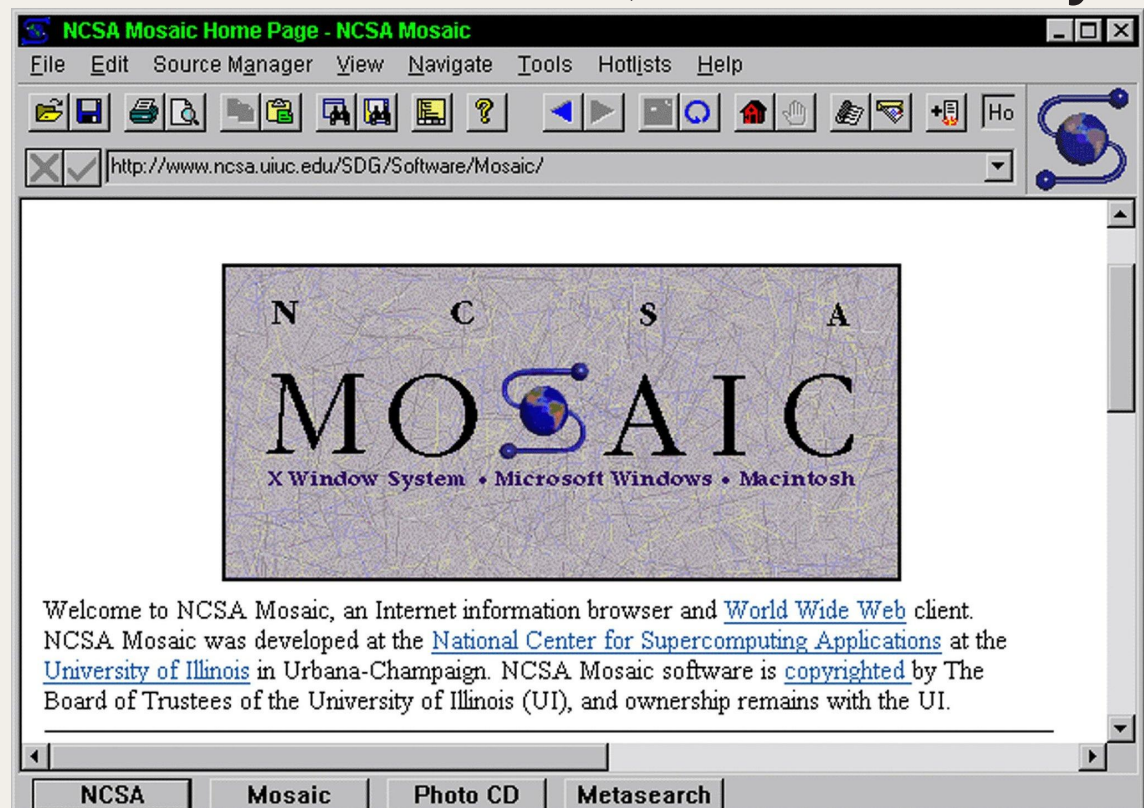 NCSA Mosaic Home Page - NCSA Mosaic
File Edit Source Manager View Navigate Tools Hotlists Help
Ho
http://www.ncsa.uiuc.edu/SDG/Software/Mosaic/
N C S A
MOSAIC
X Window System • Microsoft Windows • Macintosh
Welcome to NCSA Mosaic, an Internet information browser and World Wide Web client.
NCSA Mosaic was developed at the National Center for Supercomputing Applications at the
University of Illinois in Urbana-Champaign. NCSA Mosaic software is copyrighted by The
Board of Trustees of the University of Illinois (UI), and ownership remains with the UI.
NCSA Mosaic Photo CD Metasearch